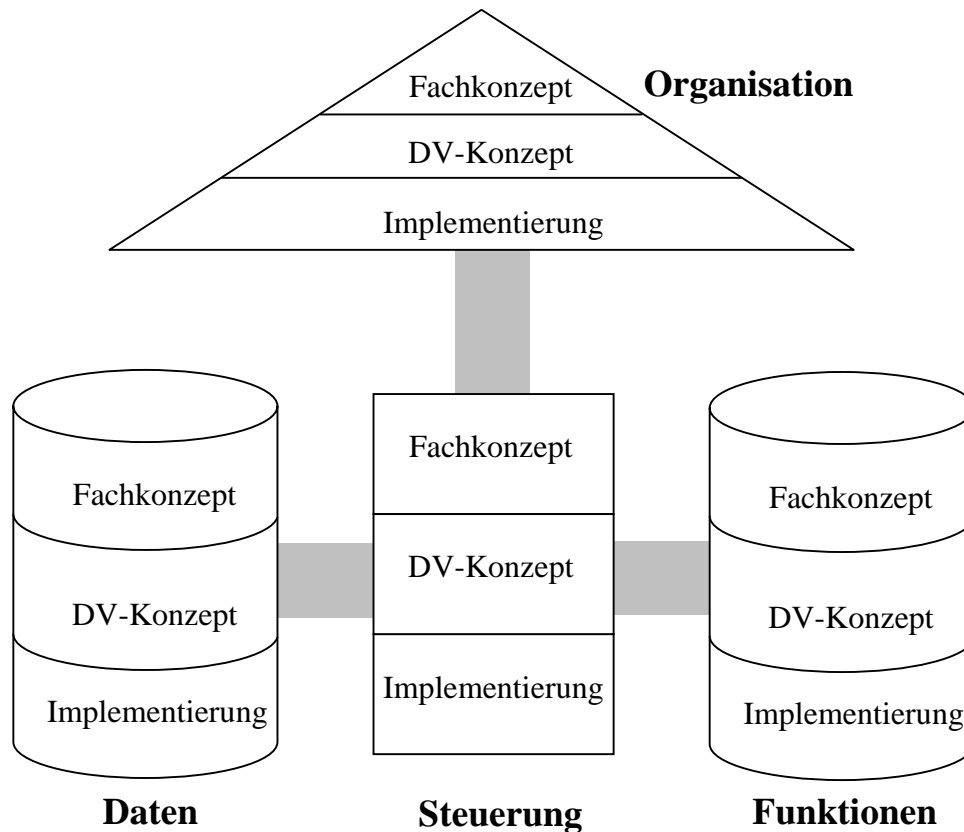 Fachkonzept
Organisation
DV-Konzept
Implementierung
Fachkonzept
DV-Konzept
Implementierung
Daten
Fachkonzept
DV-Konzept
Implementierung
Steuerung
Fachkonzept
DV-Konzept
Implementierung
Funktionen